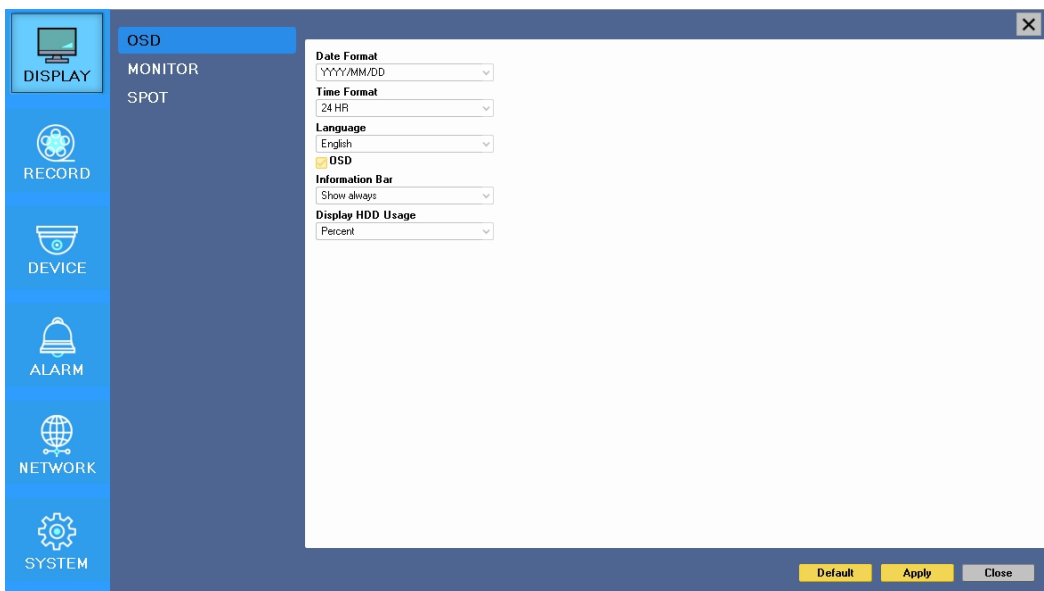 DISPLAY
RECORD
DEVICE
ALARM
NETWORK
SYSTEM
OSD
MONITOR
SPOT
Date Format
YYYY/MM/DD
Time Format
24 HR
Language
English
OSD
Information Bar
Show always
Display HDD Usage
Percent
Default Apply Close